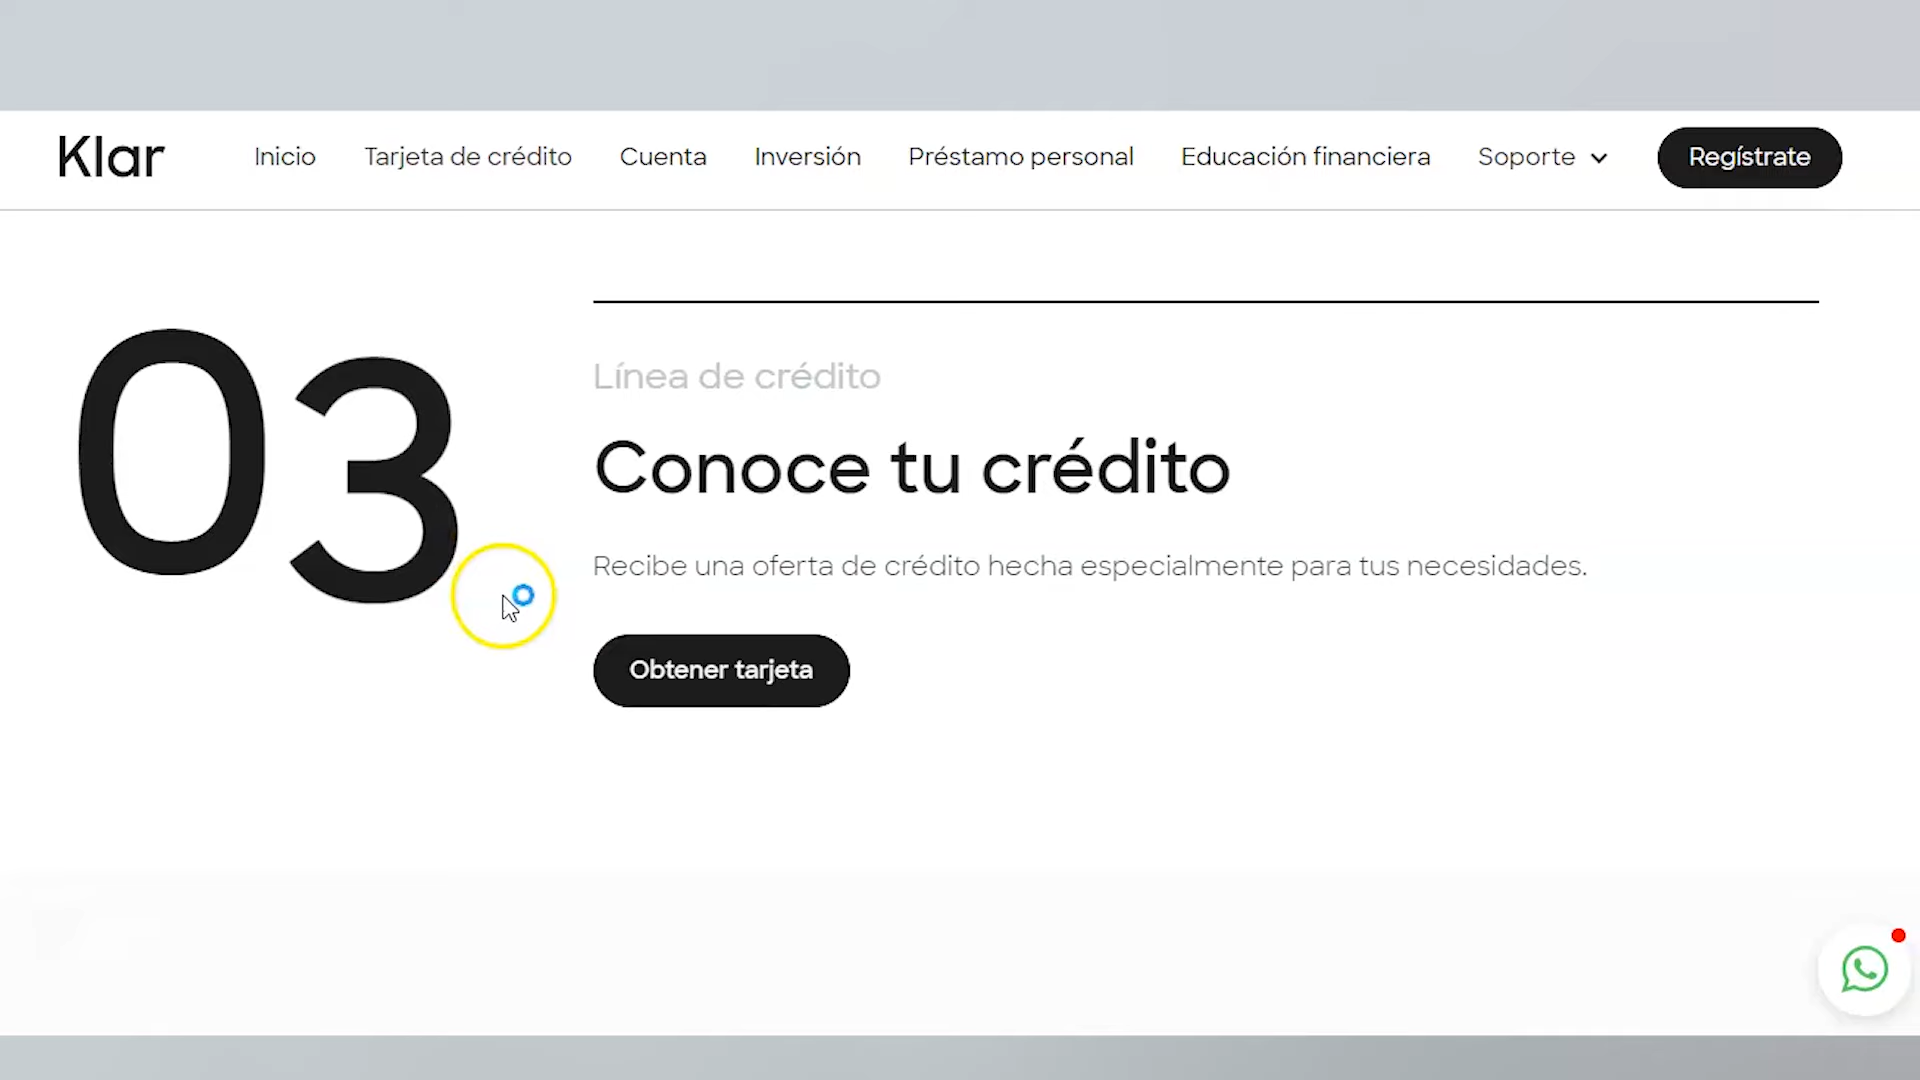 Klar
Inicio
Tarjeta de crédito
Cuenta
Inversión
Préstamo personal
Educación financiera
Soporte
Regístrate
03
Línea de crédito
Conoce tu crédito
Recibe una oferta de crédito hecha especialmente para tus necesidades.
Obtener tarjeta